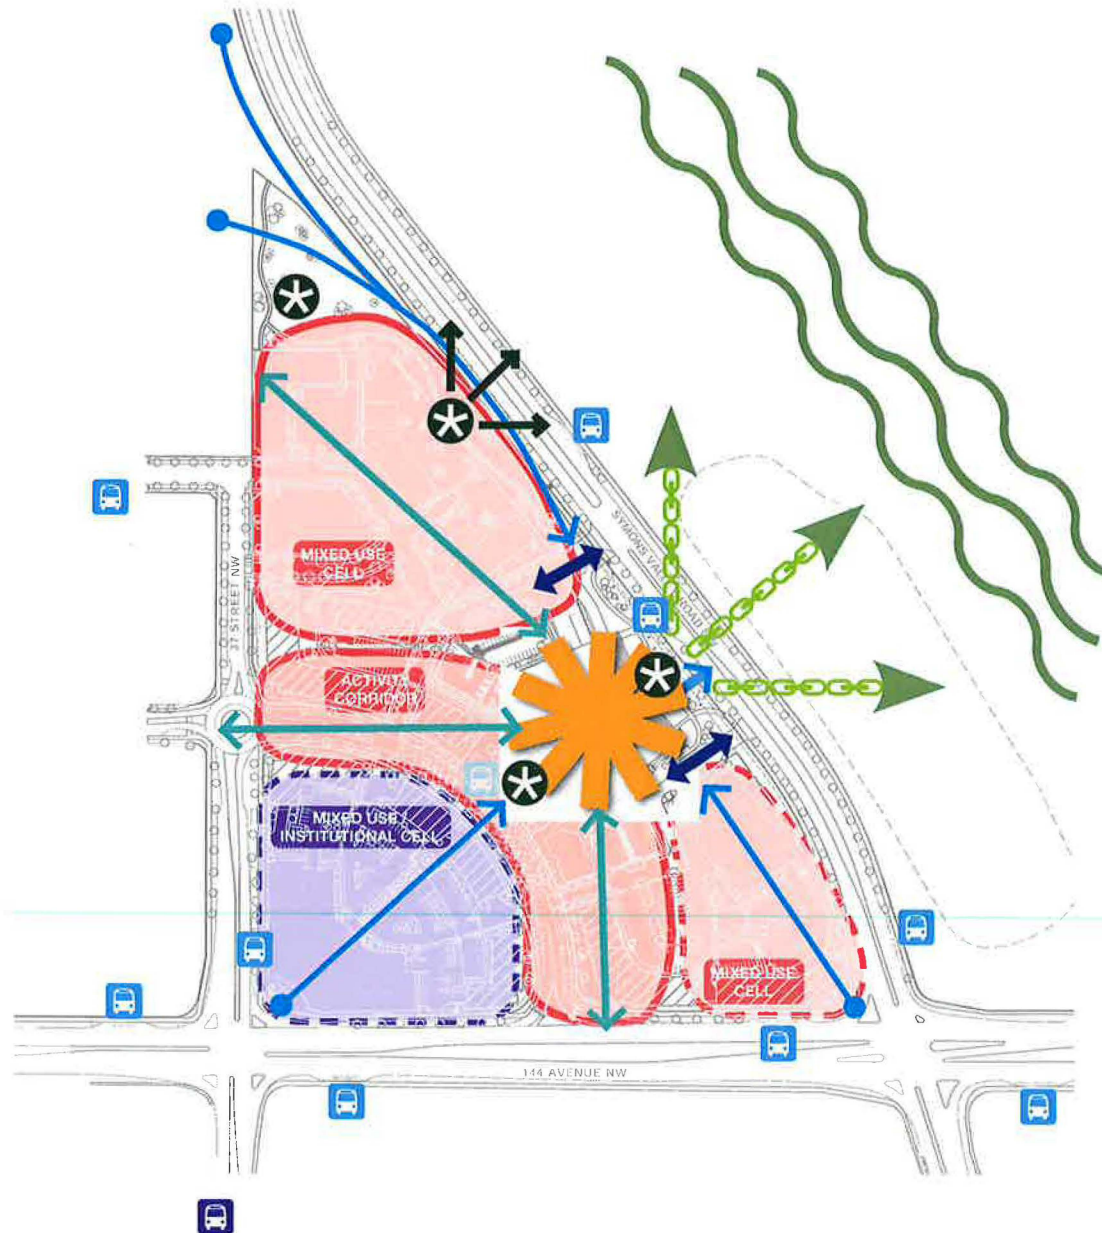 SYMONS VALLEY ROAD
MIXED USE
CELL
37 STREET NW
ACTIVITY
CORRIDOR
MIXED USE /
INSTITUTIONAL CELL
MIXED USE
CELL
144 AVENUE NW